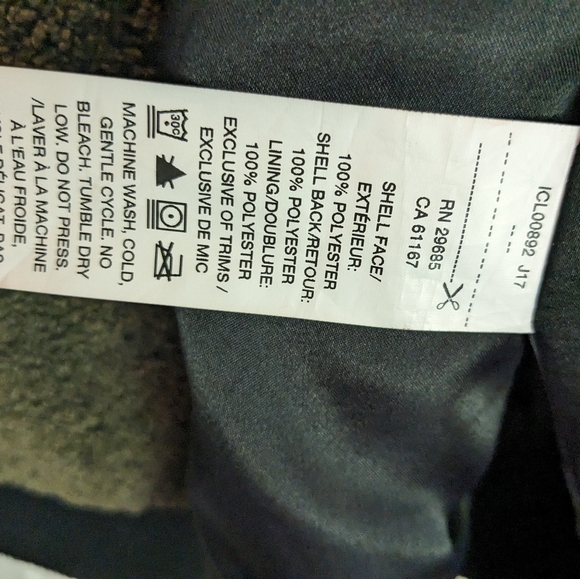 ICL00892 J17
RN 29685
CA 61167
SHELL FACE/
EXTÉRIEUR:
100% POLYESTER
SHELL BACK/RETOUR:
100% POLYESTER
LINING/DOUBLURE:
100% POLYESTER
EXCLUSIVE OF TRIMS /
EXCLUSIVE DE MIC
30C
MACHINE WASH, COLD,
GENTLE CYCLE. NO
BLEACH. TUMBLE DRY
LOW. DO NOT PRESS.
/LAVER À LA MACHINE
À L'EAU FROIDE,